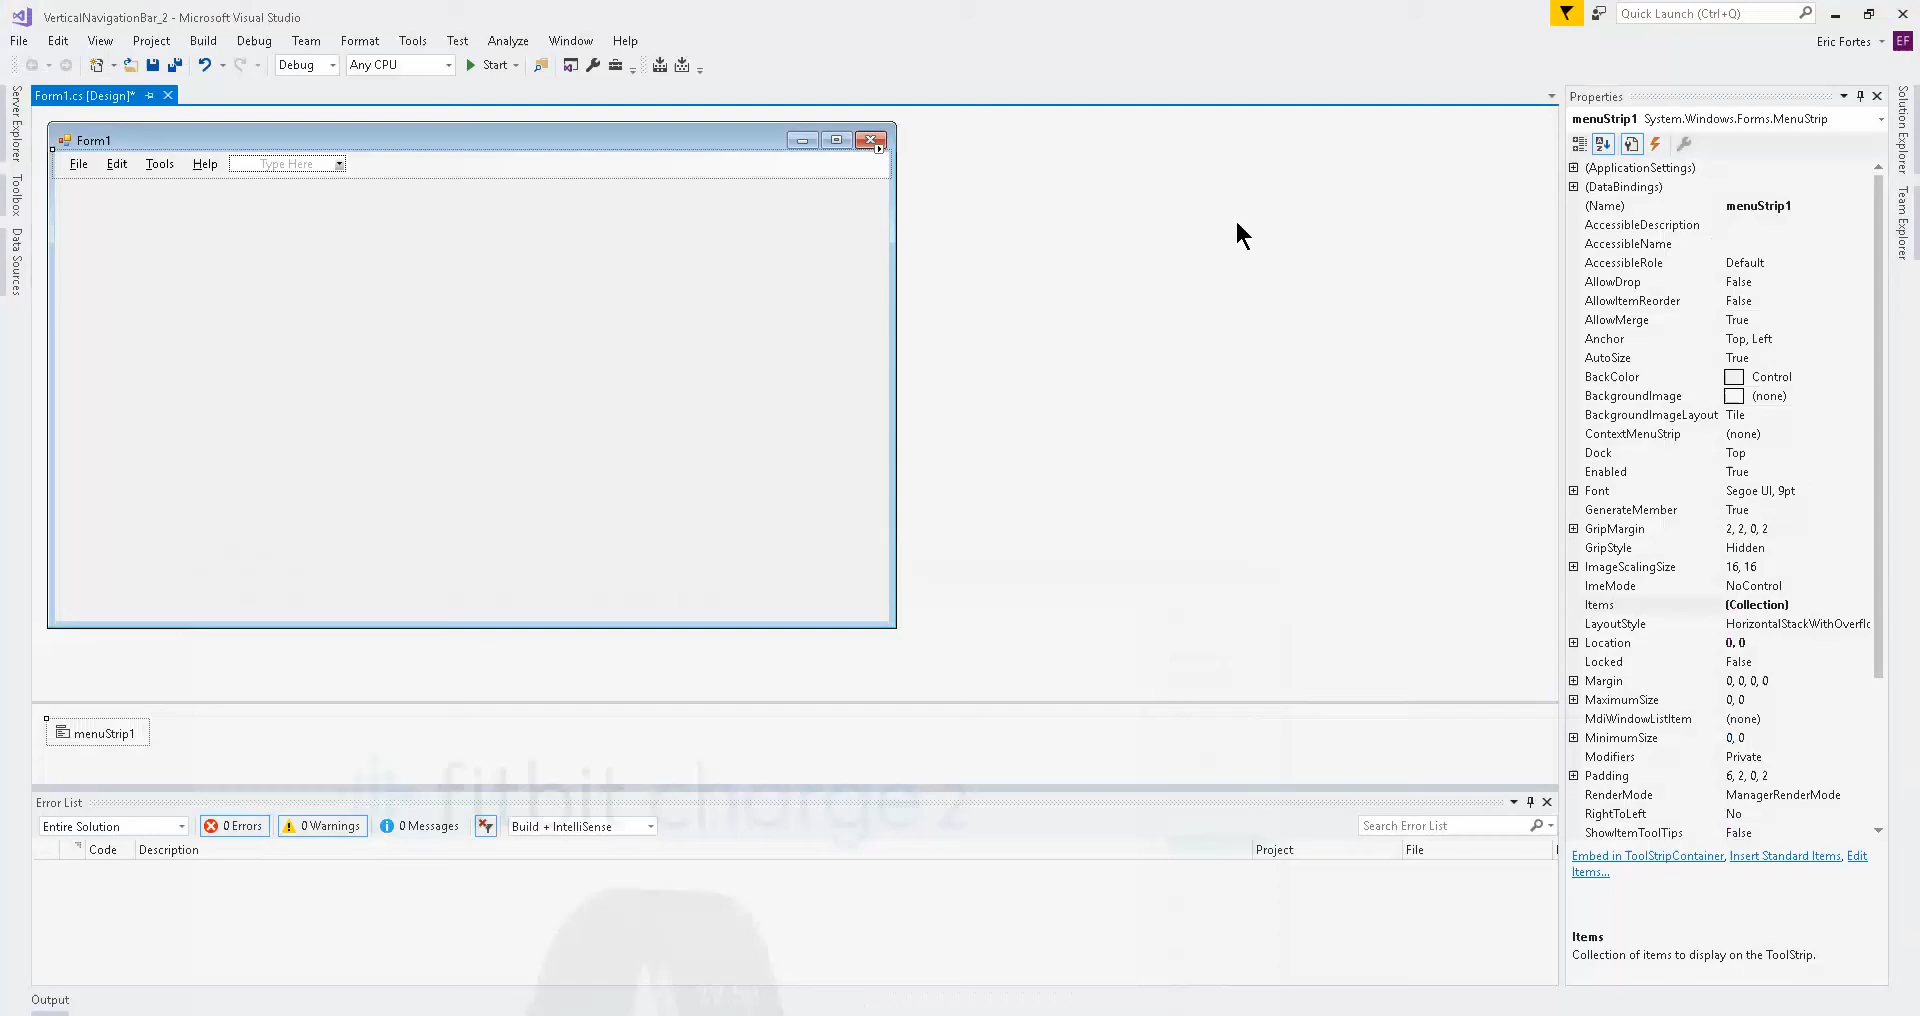 VerticalNavigationBar_2 - Microsoft Visual Studio
Quick Launch (Ctrl+Q)
File Edit View Project Build Debug Team Format Tools Test Analyze Window Help
Eric Fortes EF
Debug Any CPU Start
Server Explorer
Toolbox
Data Sources
Form1.cs [Design]*
Form1
File Edit Tools Help Type Here
menuStrip1
fitbit charge 2
Error List
Entire Solution 0 Errors 0 Warnings 0 Messages Build + IntelliSense Search Error List
Code Description Project File
Output
Properties
menuStrip1 System.Windows.Forms.MenuStrip
(ApplicationSettings)
(DataBindings)
(Name) menuStrip1
AccessibleDescription
AccessibleName
AccessibleRole Default
AllowDrop False
AllowItemReorder False
AllowMerge True
Anchor Top, Left
AutoSize True
BackColor Control
BackgroundImage (none)
BackgroundImageLayout Tile
ContextMenuStrip (none)
Dock Top
Enabled True
Font Segoe UI, 9pt
GenerateMember True
GripMargin 2, 2, 0, 2
GripStyle Hidden
ImageScalingSize 16, 16
ImeMode NoControl
Items (Collection)
LayoutStyle HorizontalStackWithOverflo
Location 0, 0
Locked False
Margin 0, 0, 0, 0
MaximumSize 0, 0
MdiWindowListItem (none)
MinimumSize 0, 0
Modifiers Private
Padding 6, 2, 0, 2
RenderMode ManagerRenderMode
RightToLeft No
ShowItemToolTips False
Embed in ToolStripContainer, Insert Standard Items, Edit
Items...
Items
Collection of items to display on the ToolStrip.
Solution Explorer
Team Explorer